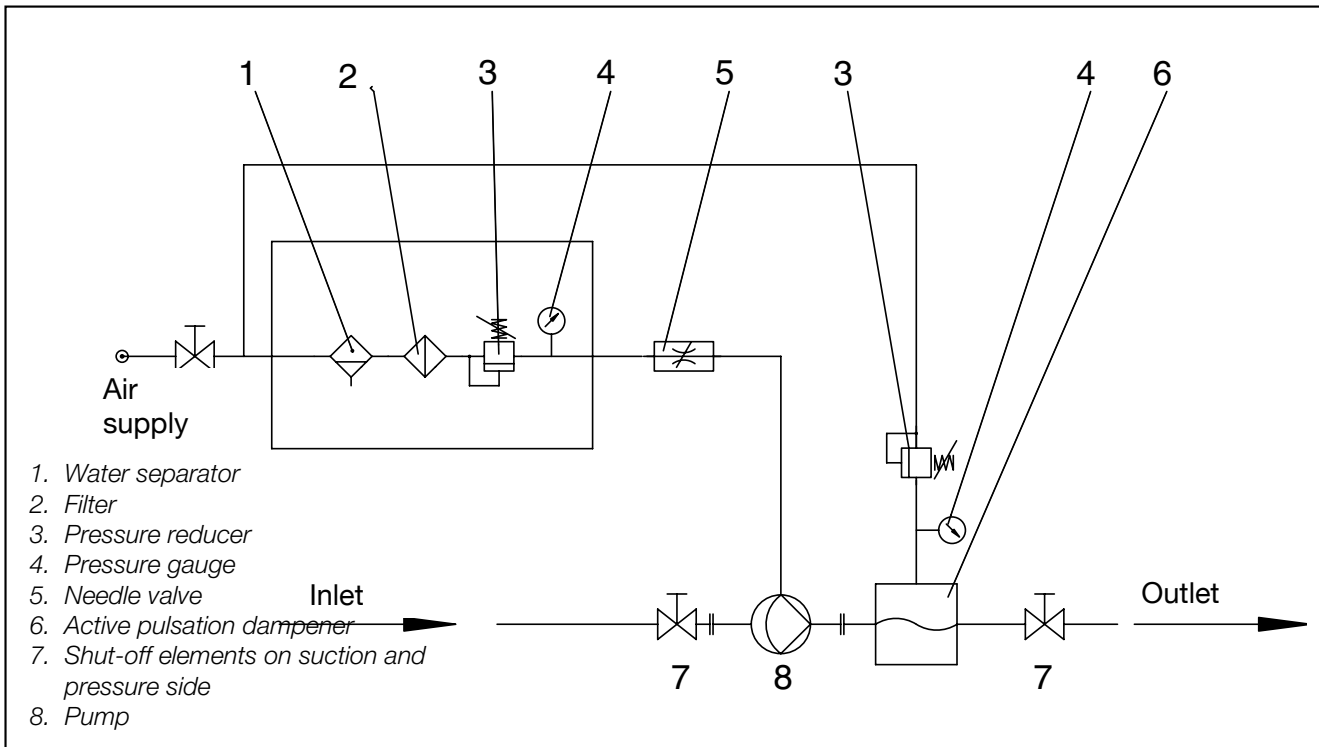 1 2 3 4 5 3 4 6
Air
supply
1. Water separator
2. Filter
3. Pressure reducer
4. Pressure gauge
5. Needle valve
6. Active pulsation dampener
7. Shut-off elements on suction and
pressure side
8. Pump
Inlet
Outlet
7 8 7